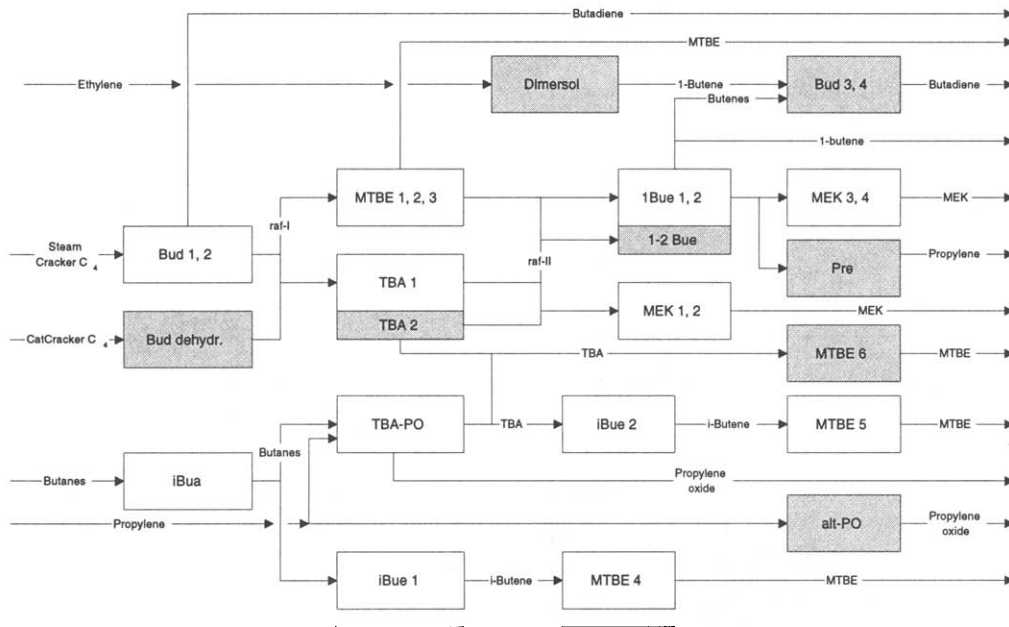 Butadiene
MTBE
Ethylene
Dimersol
1-Butene
Butenes
Bud 3, 4
Butadiene
1-butene
MTBE 1, 2, 3
1Bue 1, 2
1-2 Bue
MEK 3, 4
MEK
raf-I
Steam
Cracker C 4
Bud 1, 2
raf-II
Pre
Propylene
TBA 1
TBA 2
MEK 1, 2
MEK
CatCracker C 4
Bud dehydr.
TBA
MTBE 6
MTBE
TBA-PO
TBA
iBue 2
i-Butene
MTBE 5
MTBE
Butanes
Butanes
iBua
Propylene
oxide
Propylene
alt-PO
Propylene
oxide
iBue 1
i-Butene
MTBE 4
MTBE